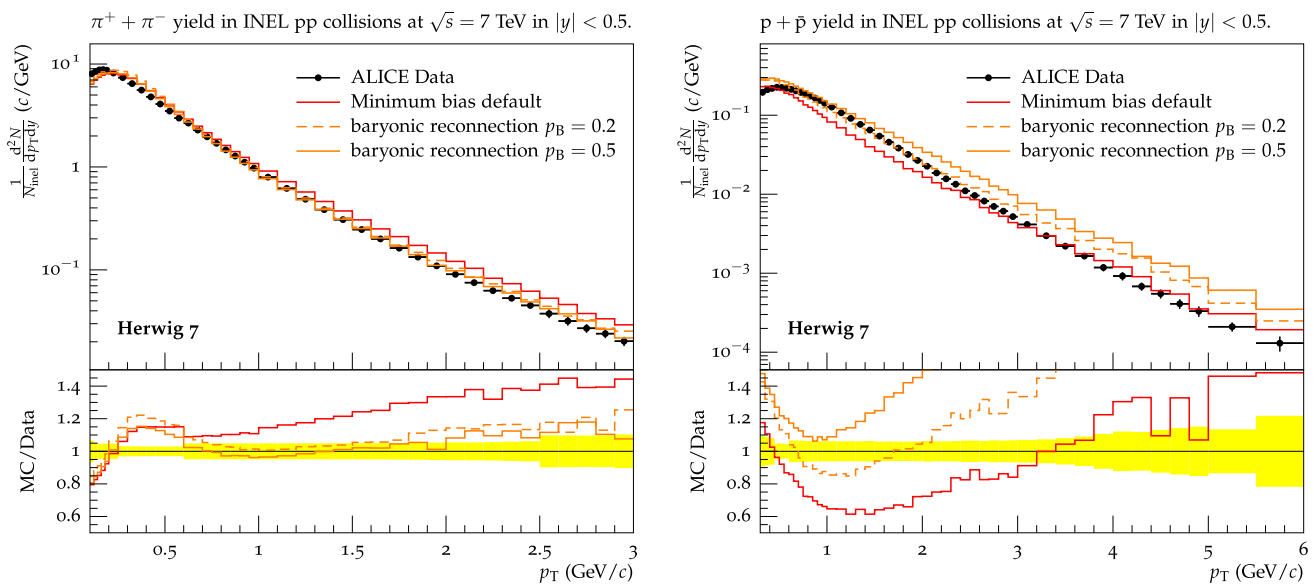 π⁺ + π⁻ yield in INEL pp collisions at √s = 7 TeV in |y| < 0.5.
10¹
1
10⁻¹
1/N_inel d²N/dp_Tdy (c/GeV)
ALICE Data
Minimum bias default
baryonic reconnection p_B = 0.2
baryonic reconnection p_B = 0.5
Herwig 7
1.4
1.2
1
0.8
0.6
MC/Data
0.5 1 1.5 2 2.5 3
p_T (GeV/c)
p + p̄ yield in INEL pp collisions at √s = 7 TeV in |y| < 0.5.
10⁻¹
10⁻²
10⁻³
10⁻⁴
1/N_inel d²N/dp_Tdy (c/GeV)
ALICE Data
Minimum bias default
baryonic reconnection p_B = 0.2
baryonic reconnection p_B = 0.5
Herwig 7
1.4
1.2
1
0.8
0.6
MC/Data
1 2 3 4 5 6
p_T (GeV/c)